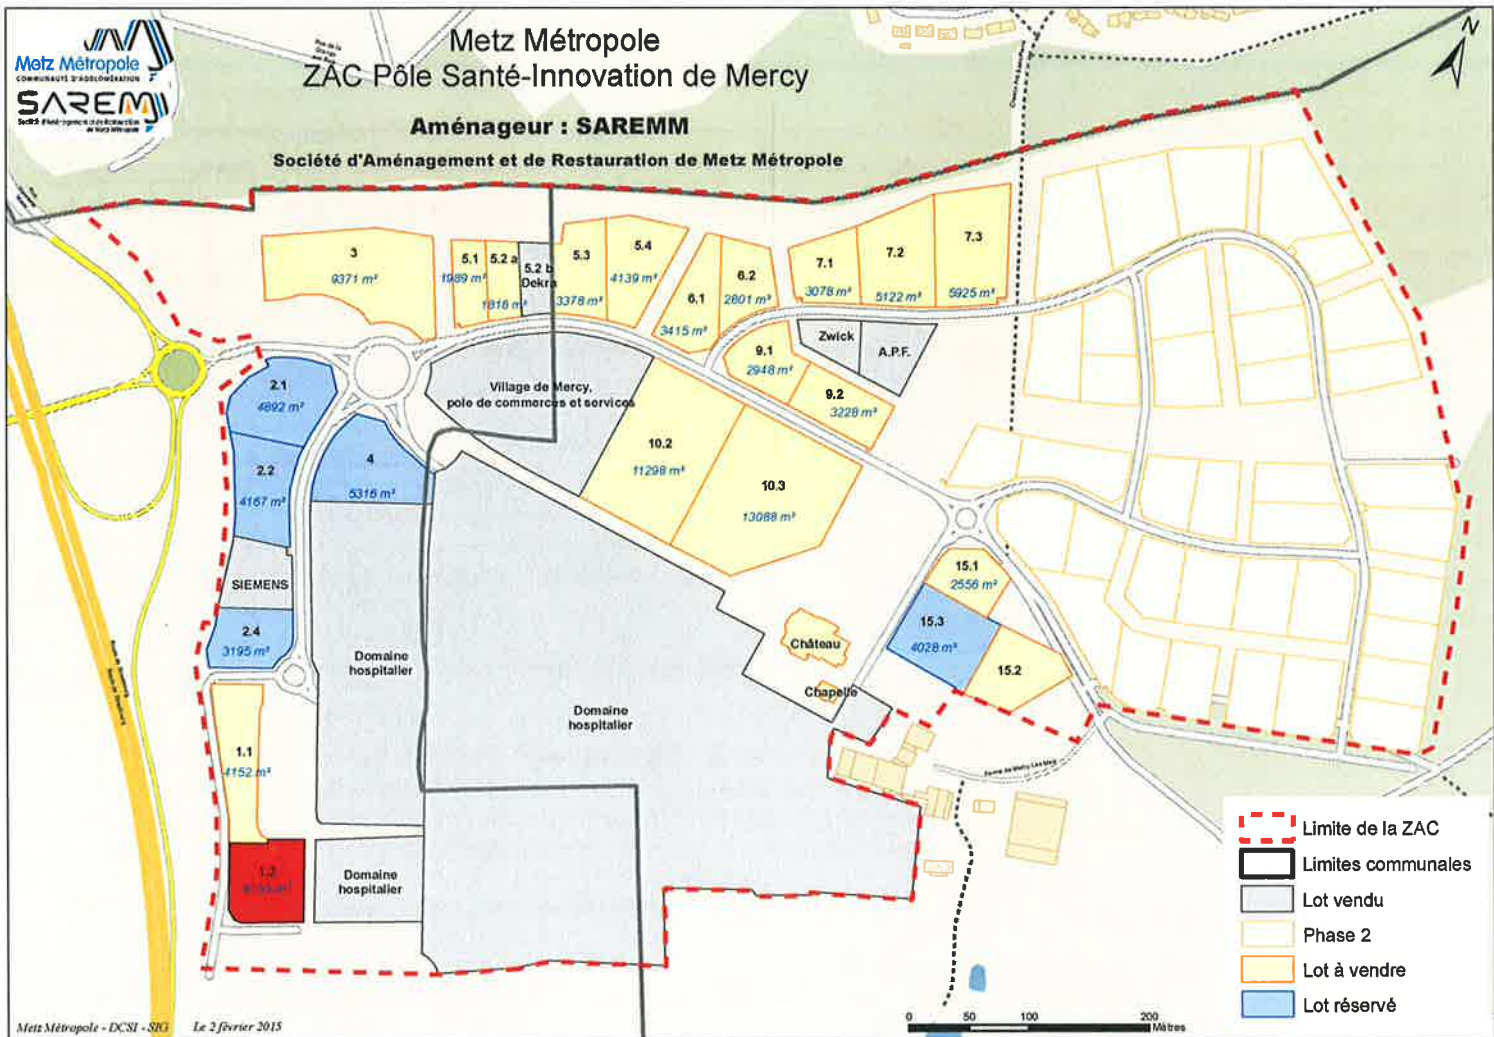 Metz Métropole
COMMUNAUTÉ D'AGGLOMÉRATION
SAREMM
Société d'Aménagement et de Restauration
de Metz Métropole
Metz Métropole
ZAC Pôle Santé-Innovation de Mercy
Aménageur : SAREMM
Société d'Aménagement et de Restauration de Metz Métropole
N
3
9371 m²
5.1
1989 m²
5.2 a
1816 m²
5.2 b
Dekra
5.3
3378 m²
5.4
4139 m²
6.1
3415 m²
6.2
2801 m²
7.1
3078 m²
7.2
5122 m²
7.3
5925 m²
Zwick
A.P.F.
9.1
2948 m²
9.2
3228 m²
2.1
4892 m²
2.2
4167 m²
4
5316 m²
Village de Mercy,
pole de commerces et services
10.2
11298 m²
10.3
13088 m²
SIEMENS
2.4
3195 m²
15.1
2556 m²
15.3
4028 m²
15.2
Château
Chapelle
Domaine
hospitalier
Domaine
hospitalier
1.1
4152 m²
1.2
Domaine
hospitalier
Limite de la ZAC
Limites communales
Lot vendu
Phase 2
Lot à vendre
Lot réservé
0 50 100 200
Mètres
Metz Métropole - DCSI - SIG Le 2 février 2015